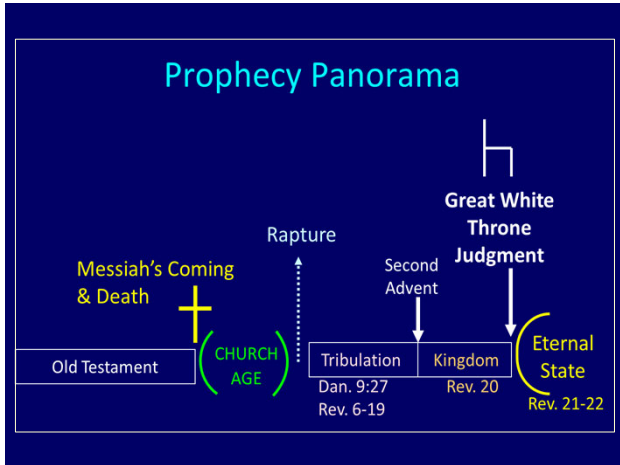 Prophecy Panorama
Great White
Throne
Judgment
Rapture
Second
Advent
Messiah's Coming
& Death
Old Testament
CHURCH
AGE
Tribulation
Kingdom
Eternal
State
Dan. 9:27
Rev. 6-19
Rev. 20
Rev. 21-22